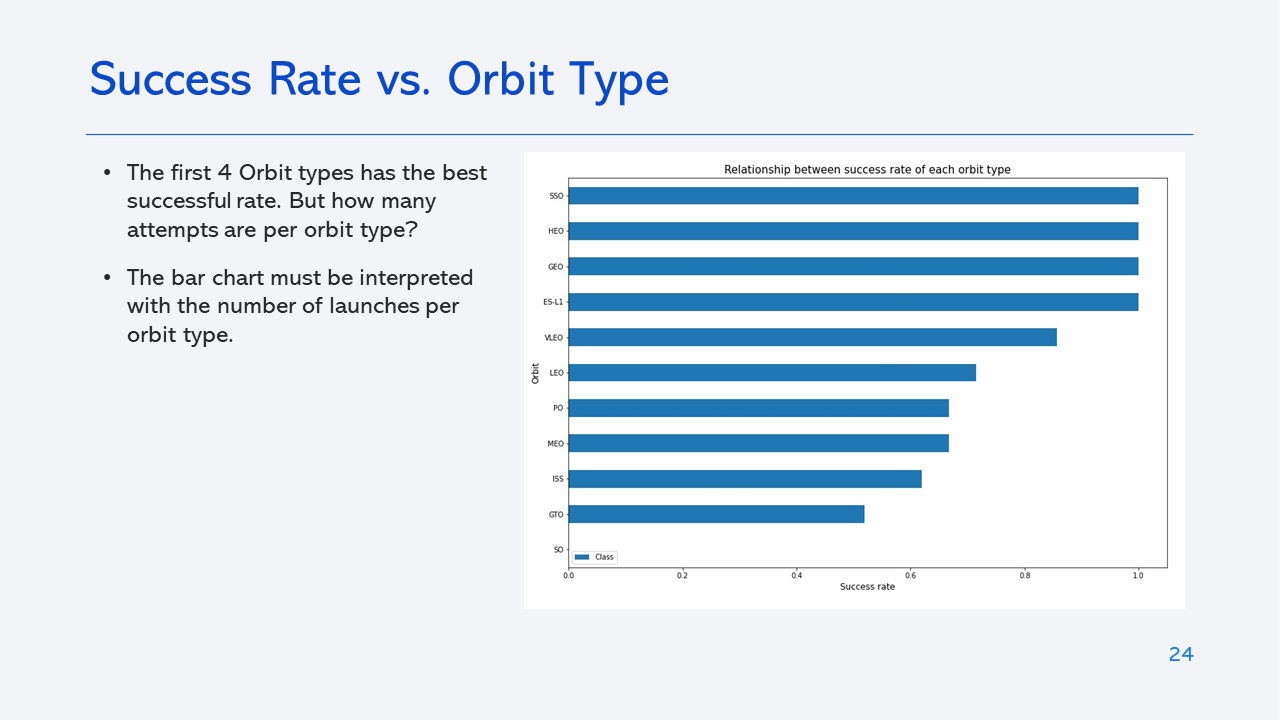 Success Rate vs. Orbit Type
• The first 4 Orbit types has the best
successful rate. But how many
attempts are per orbit type?
• The bar chart must be interpreted
with the number of launches per
orbit type.
Relationship between success rate of each orbit type
SSO
HEO
GEO
ES-L1
VLEO
LEO
PO
MEO
ISS
GTO
SO
Orbit
Class
0.0 0.2 0.4 0.6 0.8 1.0
Success rate
24